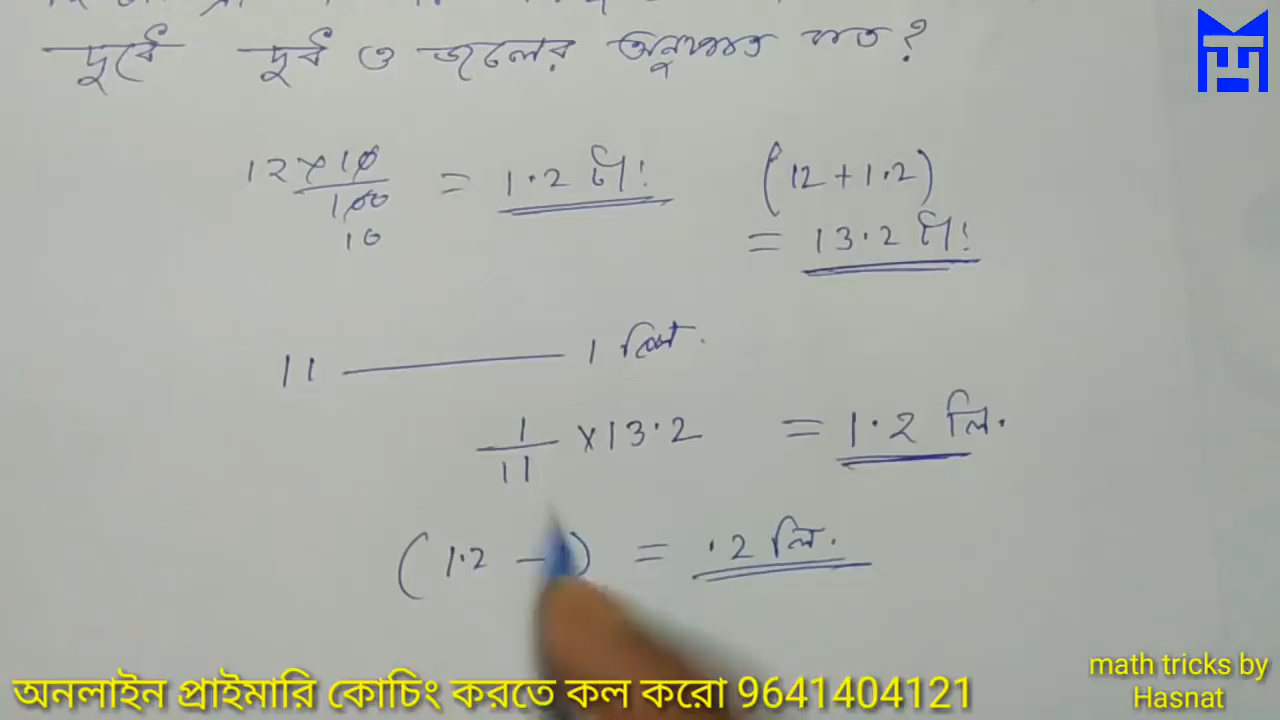 দুধে দুধ ও জলের অনুপাত কত?
12×10/100 = 1.2 টা:
10
(12+1.2)
= 13.2 টা:
11 — 1 লি.
1/11 ×13.2 = 1.2 লি.
(1.2 - 1) = .2 লি.
অনলাইন প্রাইমারি কোচিং করতে কল করো 9641404121
math tricks by
Hasnat